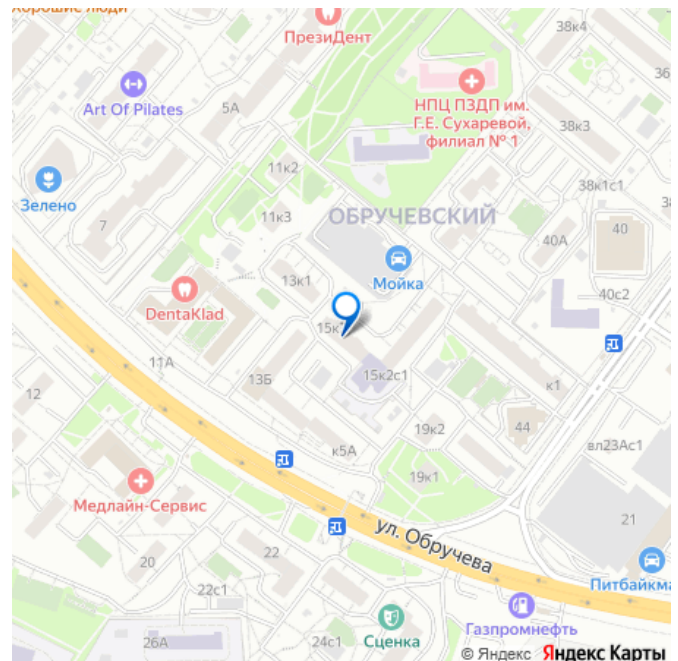 Хорошие люди
ПрезиДент
38к4
36
Art Of Pilates
5А
НПЦ ПЗДП им.
Г.Е. Сухаревой,
филиал № 1
38к3
11к2
38к1с1
Зелено
11к3
ОБРУЧЕВСКИЙ
40
7
40А
Мойка
13к1
40с2
DentaKlad
15к
11А
13Б
15к2с1
к1
12
19к2
44
к5А
вл23Ас1
19к1
Медлайн-Сервис
21
ул. Обручева
20
22
Питбайкма
22с1
Газпромнефть
26А
24с1
Сценка
© Яндекс Яндекс Карты